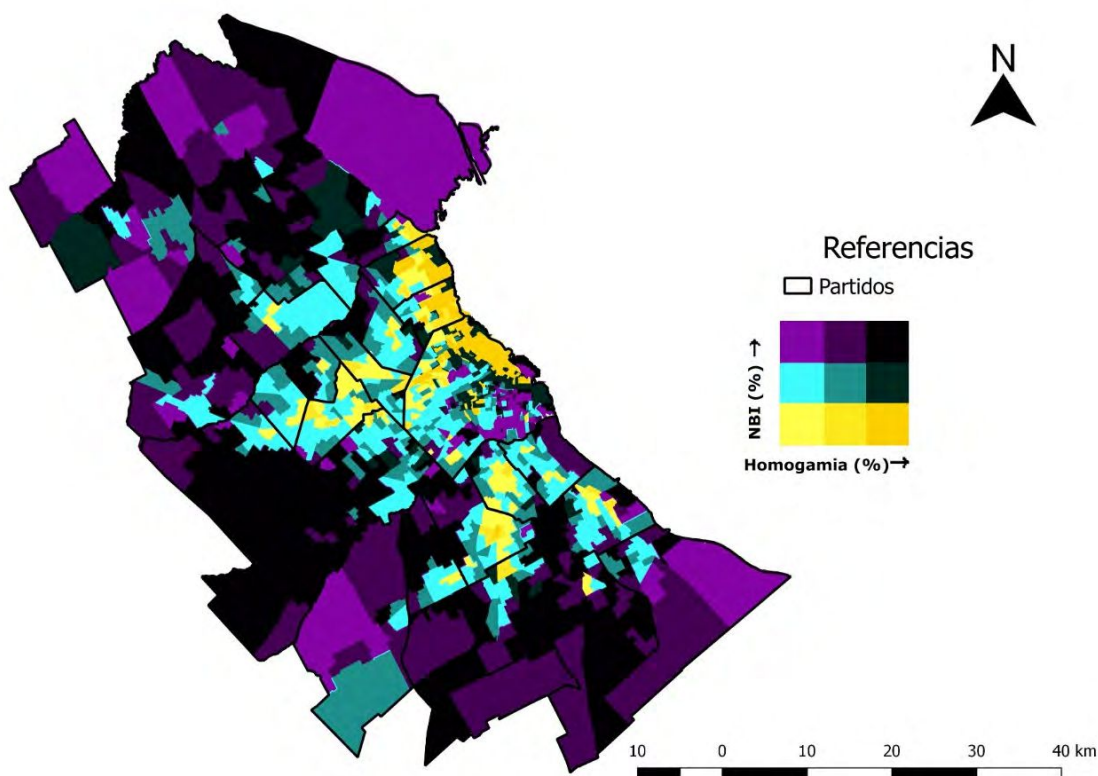 N
Referencias
Partidos
NBI (%) →
Homogamia (%)→
10 0 10 20 30 40 km